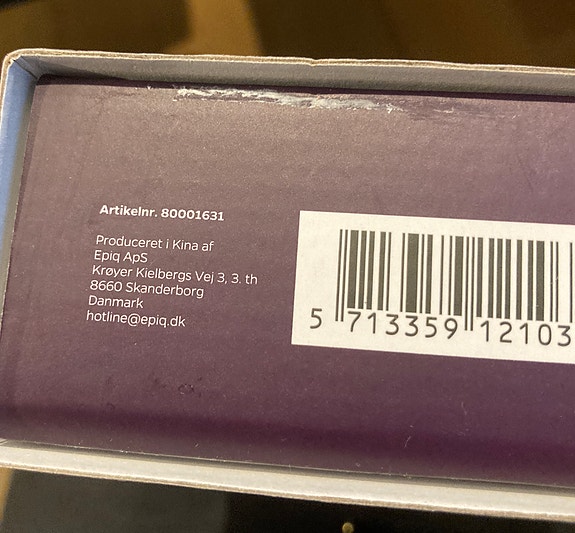 Artikelnr. 80001631
Produceret i Kina af
Epiq ApS
Krøyer Kielbergs Vej 3, 3. th
8660 Skanderborg
Danmark
hotline@epiq.dk
5 713359 12103